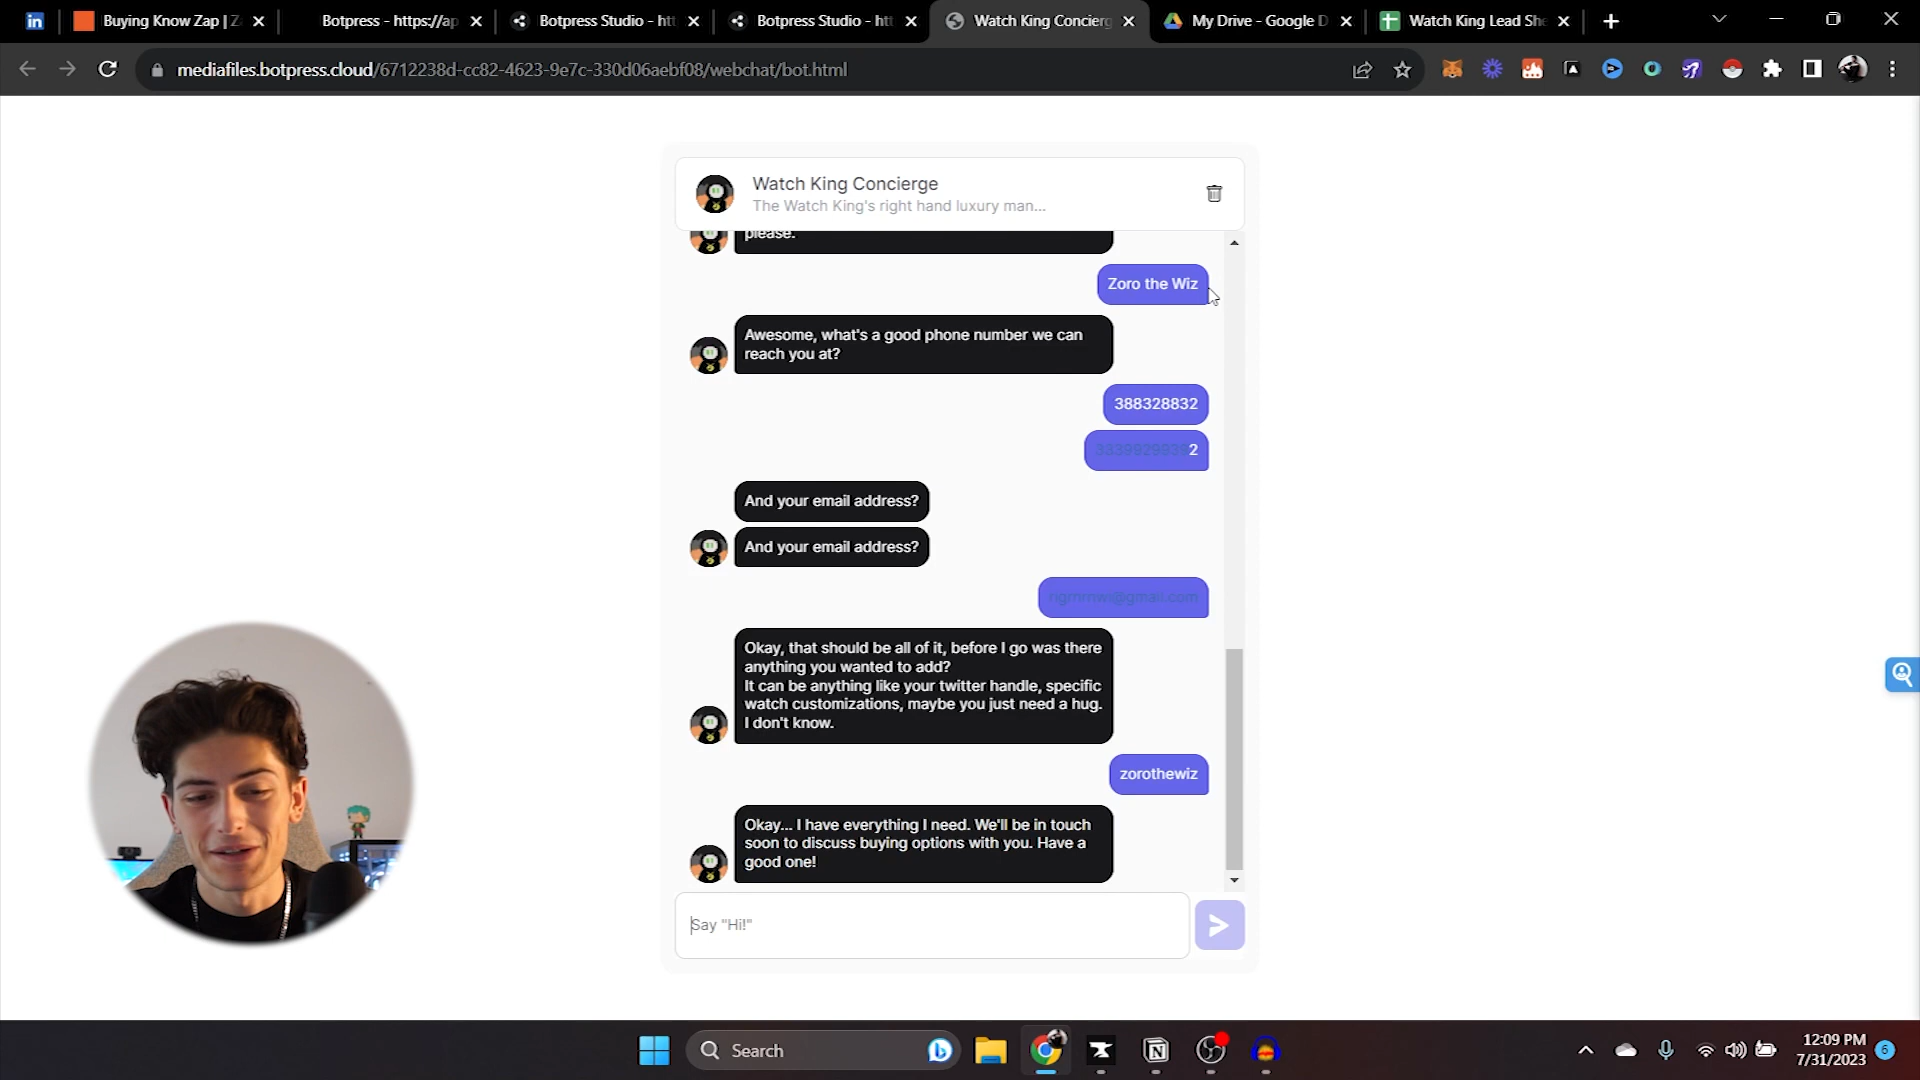 Buying Know Zap | Z
Botpress - https://ap
Botpress Studio - htt
Botpress Studio - htt
Watch King Concierg
My Drive - Google D
Watch King Lead She
mediafiles.botpress.cloud/6712238d-cc82-4623-9e7c-330d06aebf08/webchat/bot.html
Watch King Concierge
The Watch King's right hand luxury man...
please.
Zoro the Wiz
Awesome, what's a good phone number we can
reach you at?
388328832
And your email address?
And your email address?
Okay, that should be all of it, before I go was there
anything you wanted to add?
It can be anything like your twitter handle, specific
watch customizations, maybe you just need a hug.
I don't know.
zorothewiz
Okay... I have everything I need. We'll be in touch
soon to discuss buying options with you. Have a
good one!
Say "Hi!"
Search
12:09 PM
7/31/2023
6